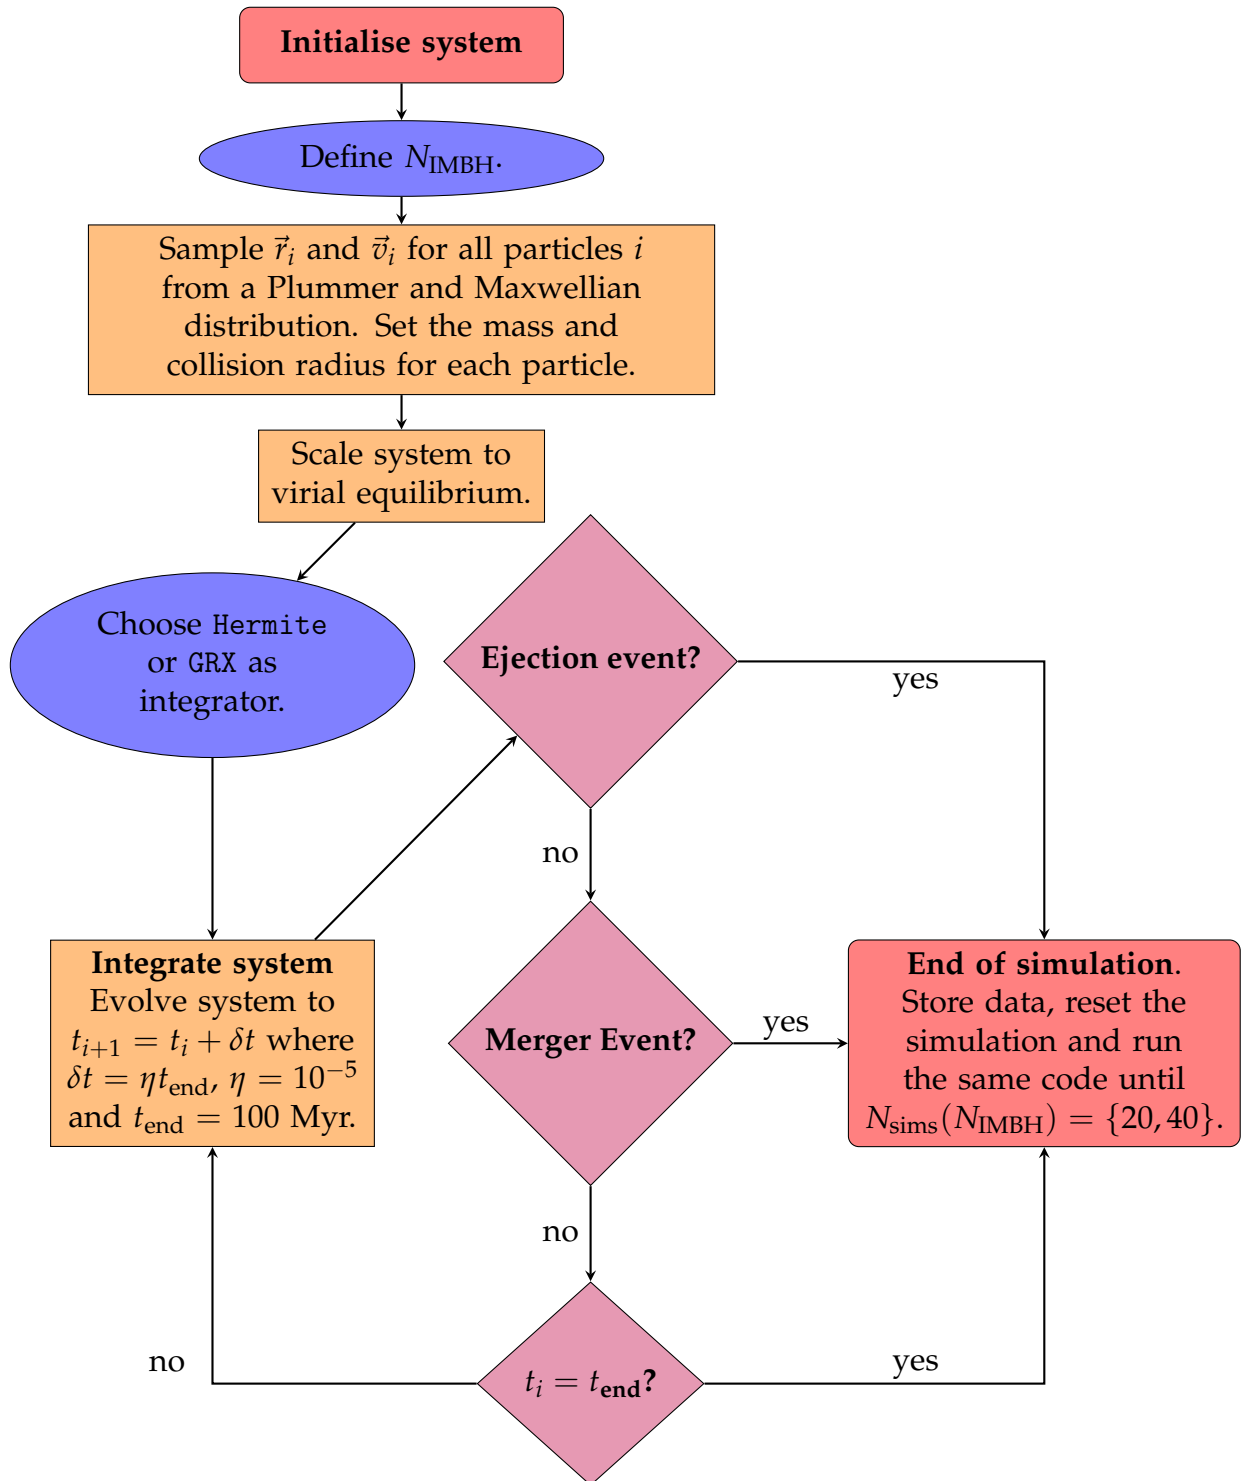 Initialise system
Define N_IMBH.
Sample r⃗_i and v⃗_i for all particles i
from a Plummer and Maxwellian
distribution. Set the mass and
collision radius for each particle.
Scale system to
virial equilibrium.
Choose Hermite
or GRX as
integrator.
Ejection event?
yes
no
Integrate system
Evolve system to
t_{i+1} = t_i + δt where
δt = ηt_end, η = 10^{-5}
and t_end = 100 Myr.
Merger Event?
yes
End of simulation.
Store data, reset the
simulation and run
the same code until
N_sims(N_IMBH) = {20, 40}.
no
no
t_i = t_end?
yes